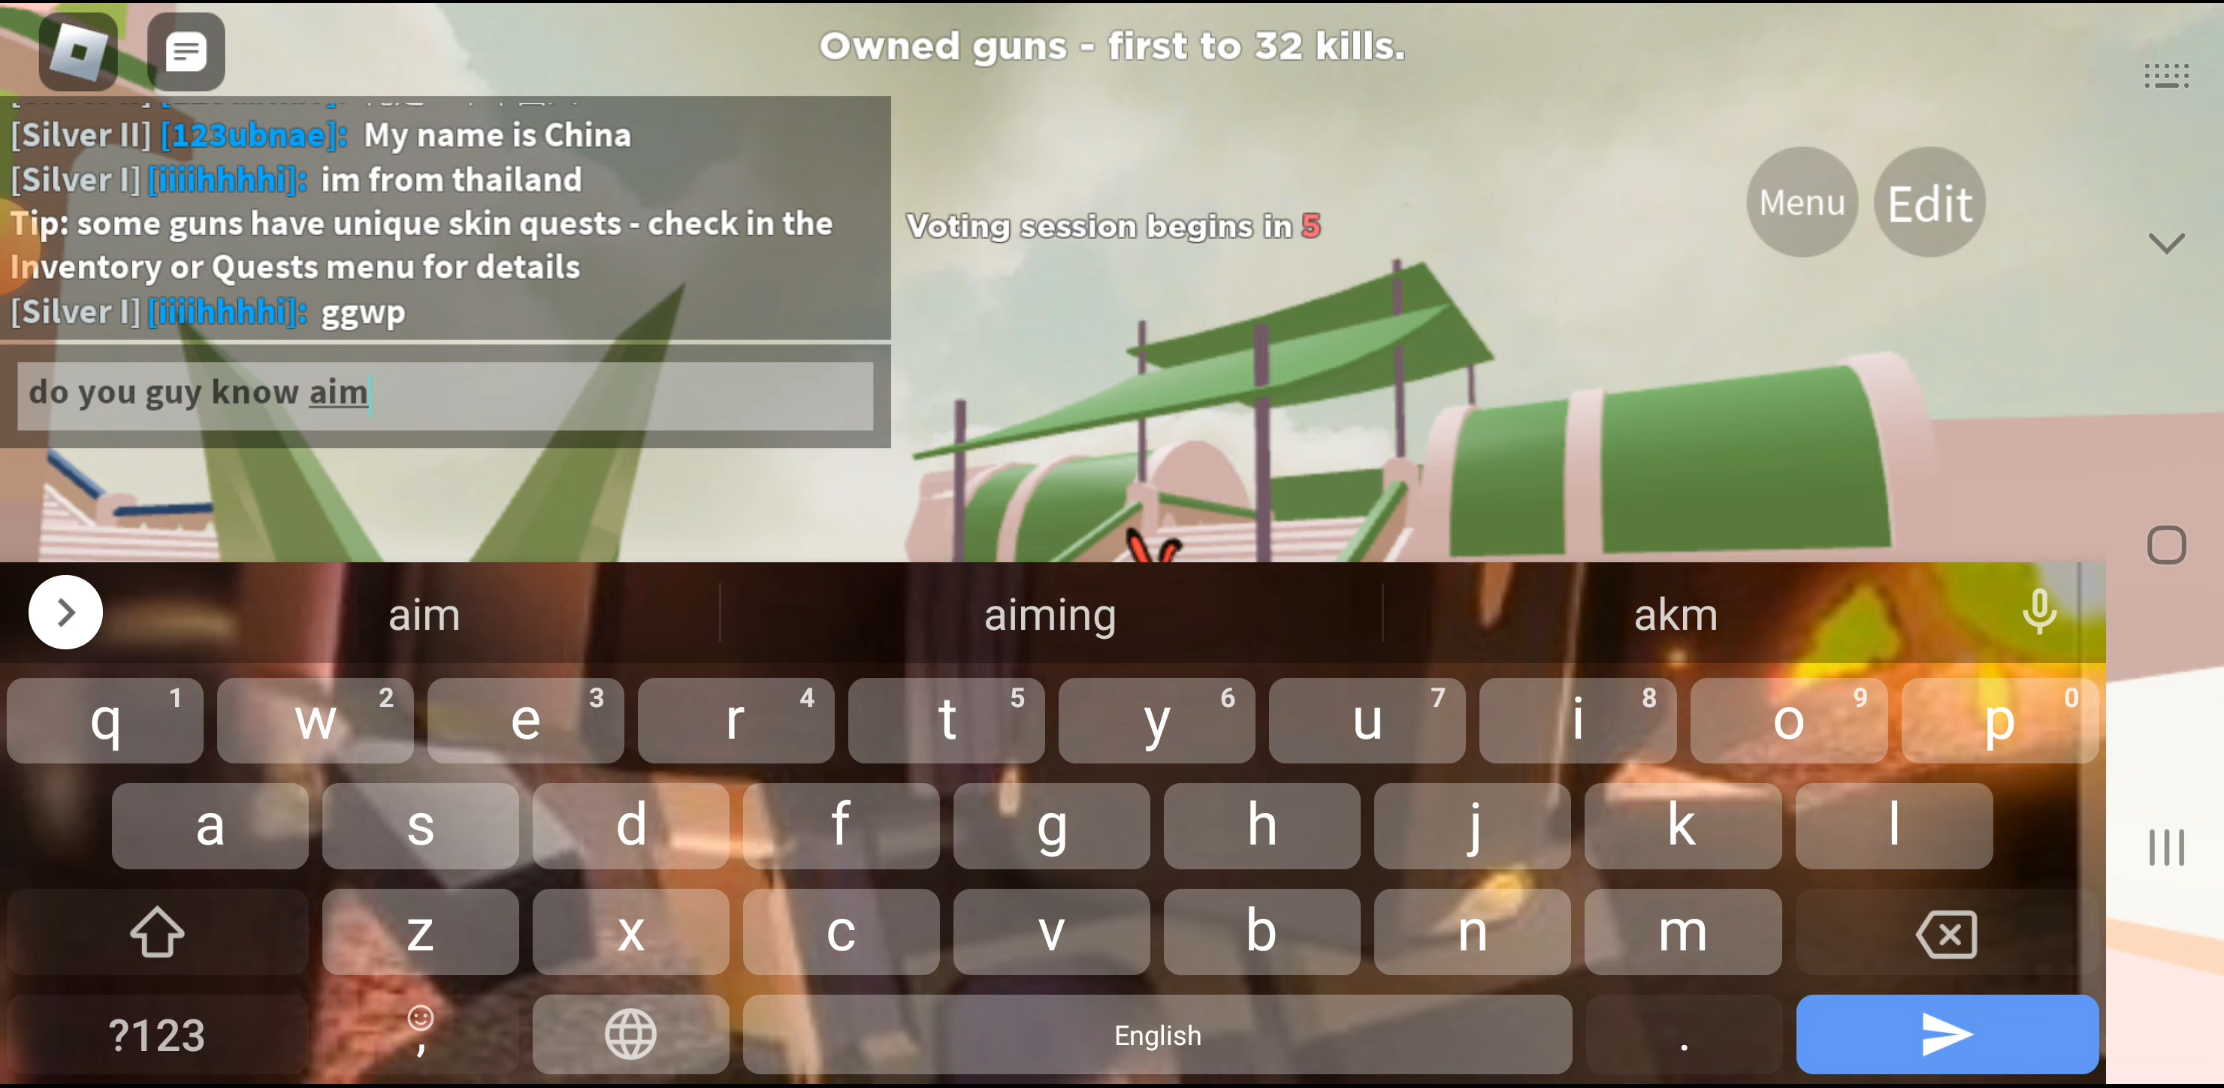 Owned guns - first to 32 kills.
[Silver II] [123ubnae]: My name is China
[Silver I] [iiiihhhhi]: im from thailand
Tip: some guns have unique skin quests - check in the
Inventory or Quests menu for details
[Silver I] [iiiihhhhi]: ggwp
do you guy know aim
Voting session begins in 5
Menu Edit
aim aiming akm
q 1 w 2 e 3 r 4 t 5 y 6 u 7 i 8 o 9 p 0
a s d f g h j k l
z x c v b n m
?123 , English .